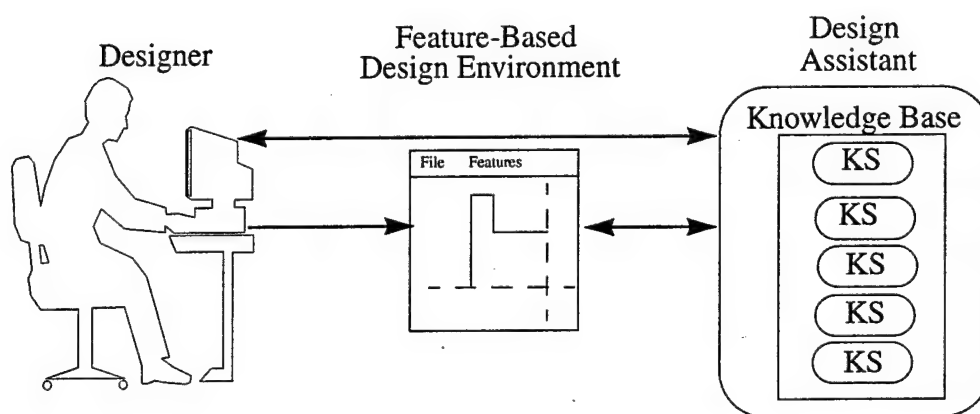 Designer
Feature-Based
Design Environment
Design
Assistant
Knowledge Base
File Features
KS
KS
KS
KS
KS